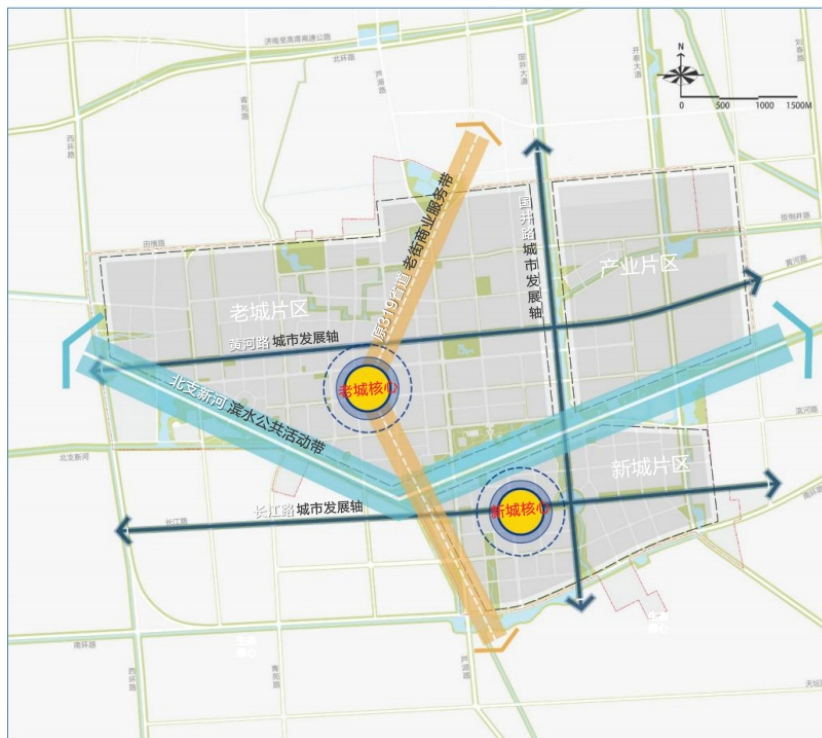 济南至高青高速公路
北环路
国井大道
开泰大道
西环路
N
0 500 1000 1500M
田横路
黄河路
老城片区
产业片区
原319省道 老街商业服务带
国井路 城市发展轴
黄河路 城市发展轴
老城核心
北支新河 滨水公共活动带
滨河路
北支新河
新城片区
长江路
长江路 城市发展轴
新城核心
南环路
南环路
西环路